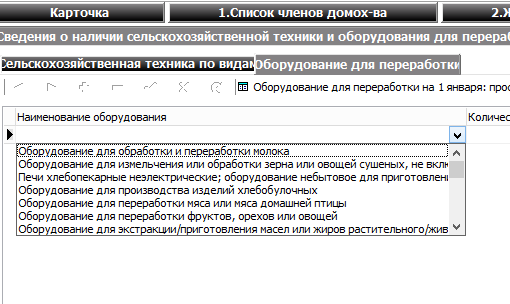 Карточка 1.Список членов домох-ва 2.Ж
Сведения о наличии сельскохозяйственной техники и оборудования для перераб
Сельскохозяйственная техника по видам Оборудование для переработки
Оборудование для переработки на 1 января: прос
Наименование оборудования Количес
Оборудование для обработки и переработки молока
Оборудование для измельчения или обработки зерна или овощей сушеных, не вклю
Печи хлебопекарные неэлектрические; оборудование небытовое для приготовлен
Оборудование для производства изделий хлебобулочных
Оборудование для переработки мяса или мяса домашней птицы
Оборудование для переработки фруктов, орехов или овощей
Оборудование для экстракции/приготовления масел или жиров растительного/жив